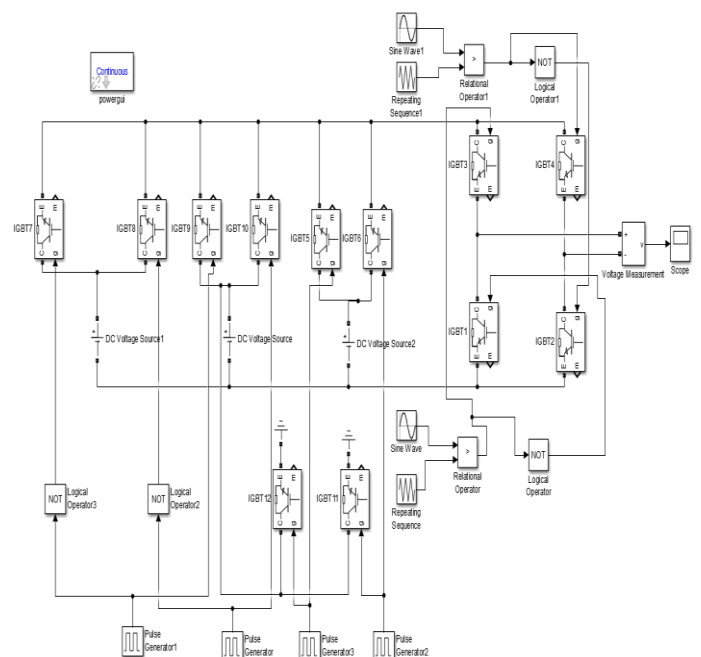 Continuous
powergui
Sine Wave1
Repeating
Sequence1
>
Relational
Operator1
NOT
Logical
Operator1
IGBT7
C
E
m
g
IGBT8
C
E
m
g
IGBT9
C
E
m
g
IGBT10
C
E
m
g
IGBT5
C
E
m
g
IGBT6
C
E
m
g
IGBT3
C
E
m
g
IGBT4
C
E
m
g
+
-
v
Voltage Measurement
Scope
+
DC Voltage Source1
+
DC Voltage Source
+
DC Voltage Source2
IGBT1
C
E
m
g
IGBT2
C
E
m
g
Sine Wave
Repeating
Sequence
>
Relational
Operator
NOT
Logical
Operator
NOT
Logical
Operator3
NOT
Logical
Operator2
IGBT12
C
E
m
g
IGBT11
C
E
m
g
Pulse
Generator1
Pulse
Generator
Pulse
Generator3
Pulse
Generator2